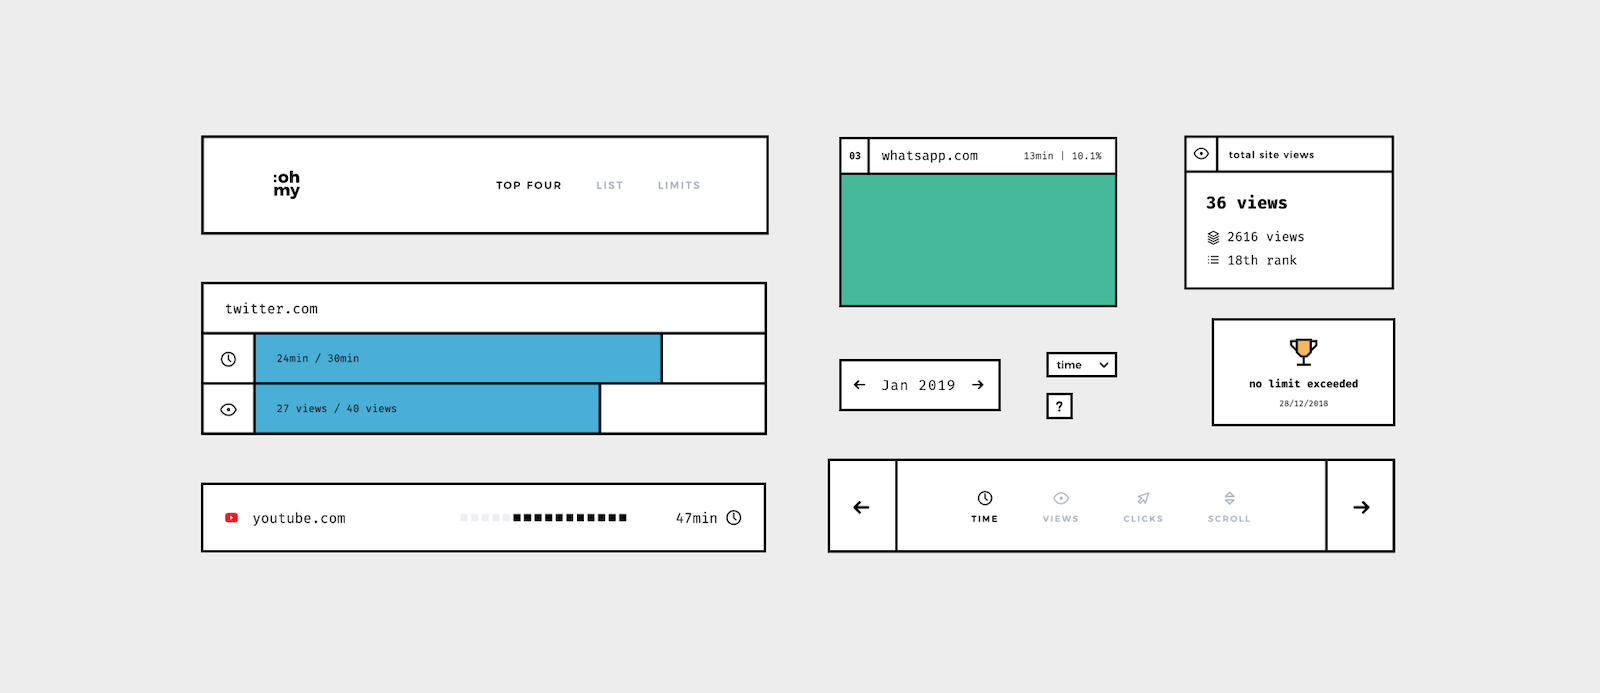 :oh
my
TOP FOUR LIST LIMITS
twitter.com
24min / 30min
27 views / 40 views
youtube.com 47min
03 whatsapp.com 13min | 10.1%
total site views
36 views
2616 views
18th rank
Jan 2019
time
?
no limit exceeded
28/12/2018
TIME VIEWS CLICKS SCROLL